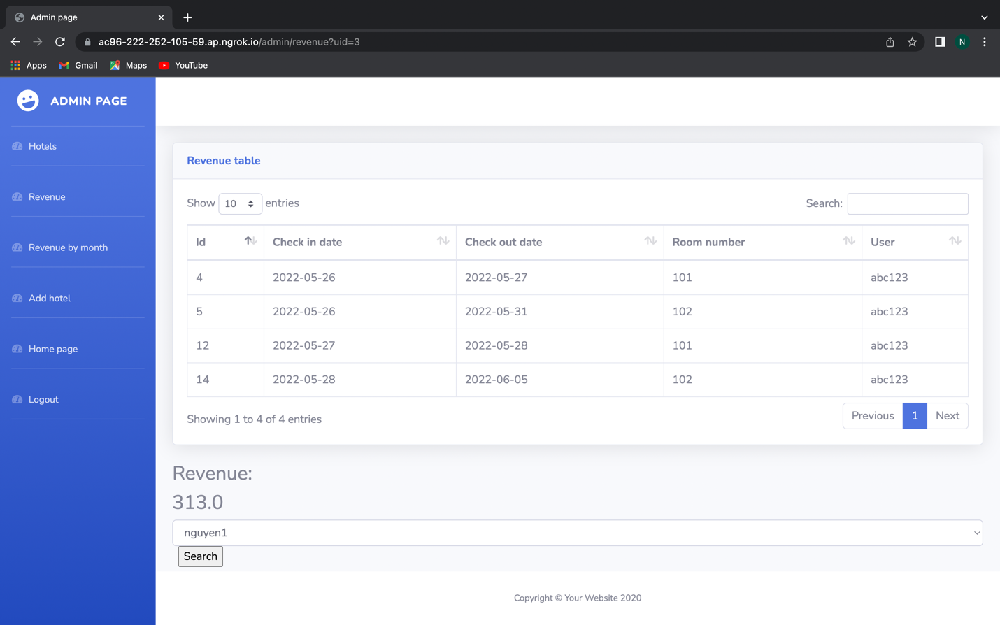 Admin page
ac96-222-252-105-59.ap.ngrok.io/admin/revenue?uid=3
N
Apps Gmail Maps YouTube
ADMIN PAGE
Hotels
Revenue
Revenue by month
Add hotel
Home page
Logout
Revenue table
Show 10 entries Search:
Id Check in date Check out date Room number User
4 2022-05-26 2022-05-27 101 abc123
5 2022-05-26 2022-05-31 102 abc123
12 2022-05-27 2022-05-28 101 abc123
14 2022-05-28 2022-06-05 102 abc123
Showing 1 to 4 of 4 entries Previous 1 Next
Revenue:
313.0
nguyen1
Search
Copyright © Your Website 2020